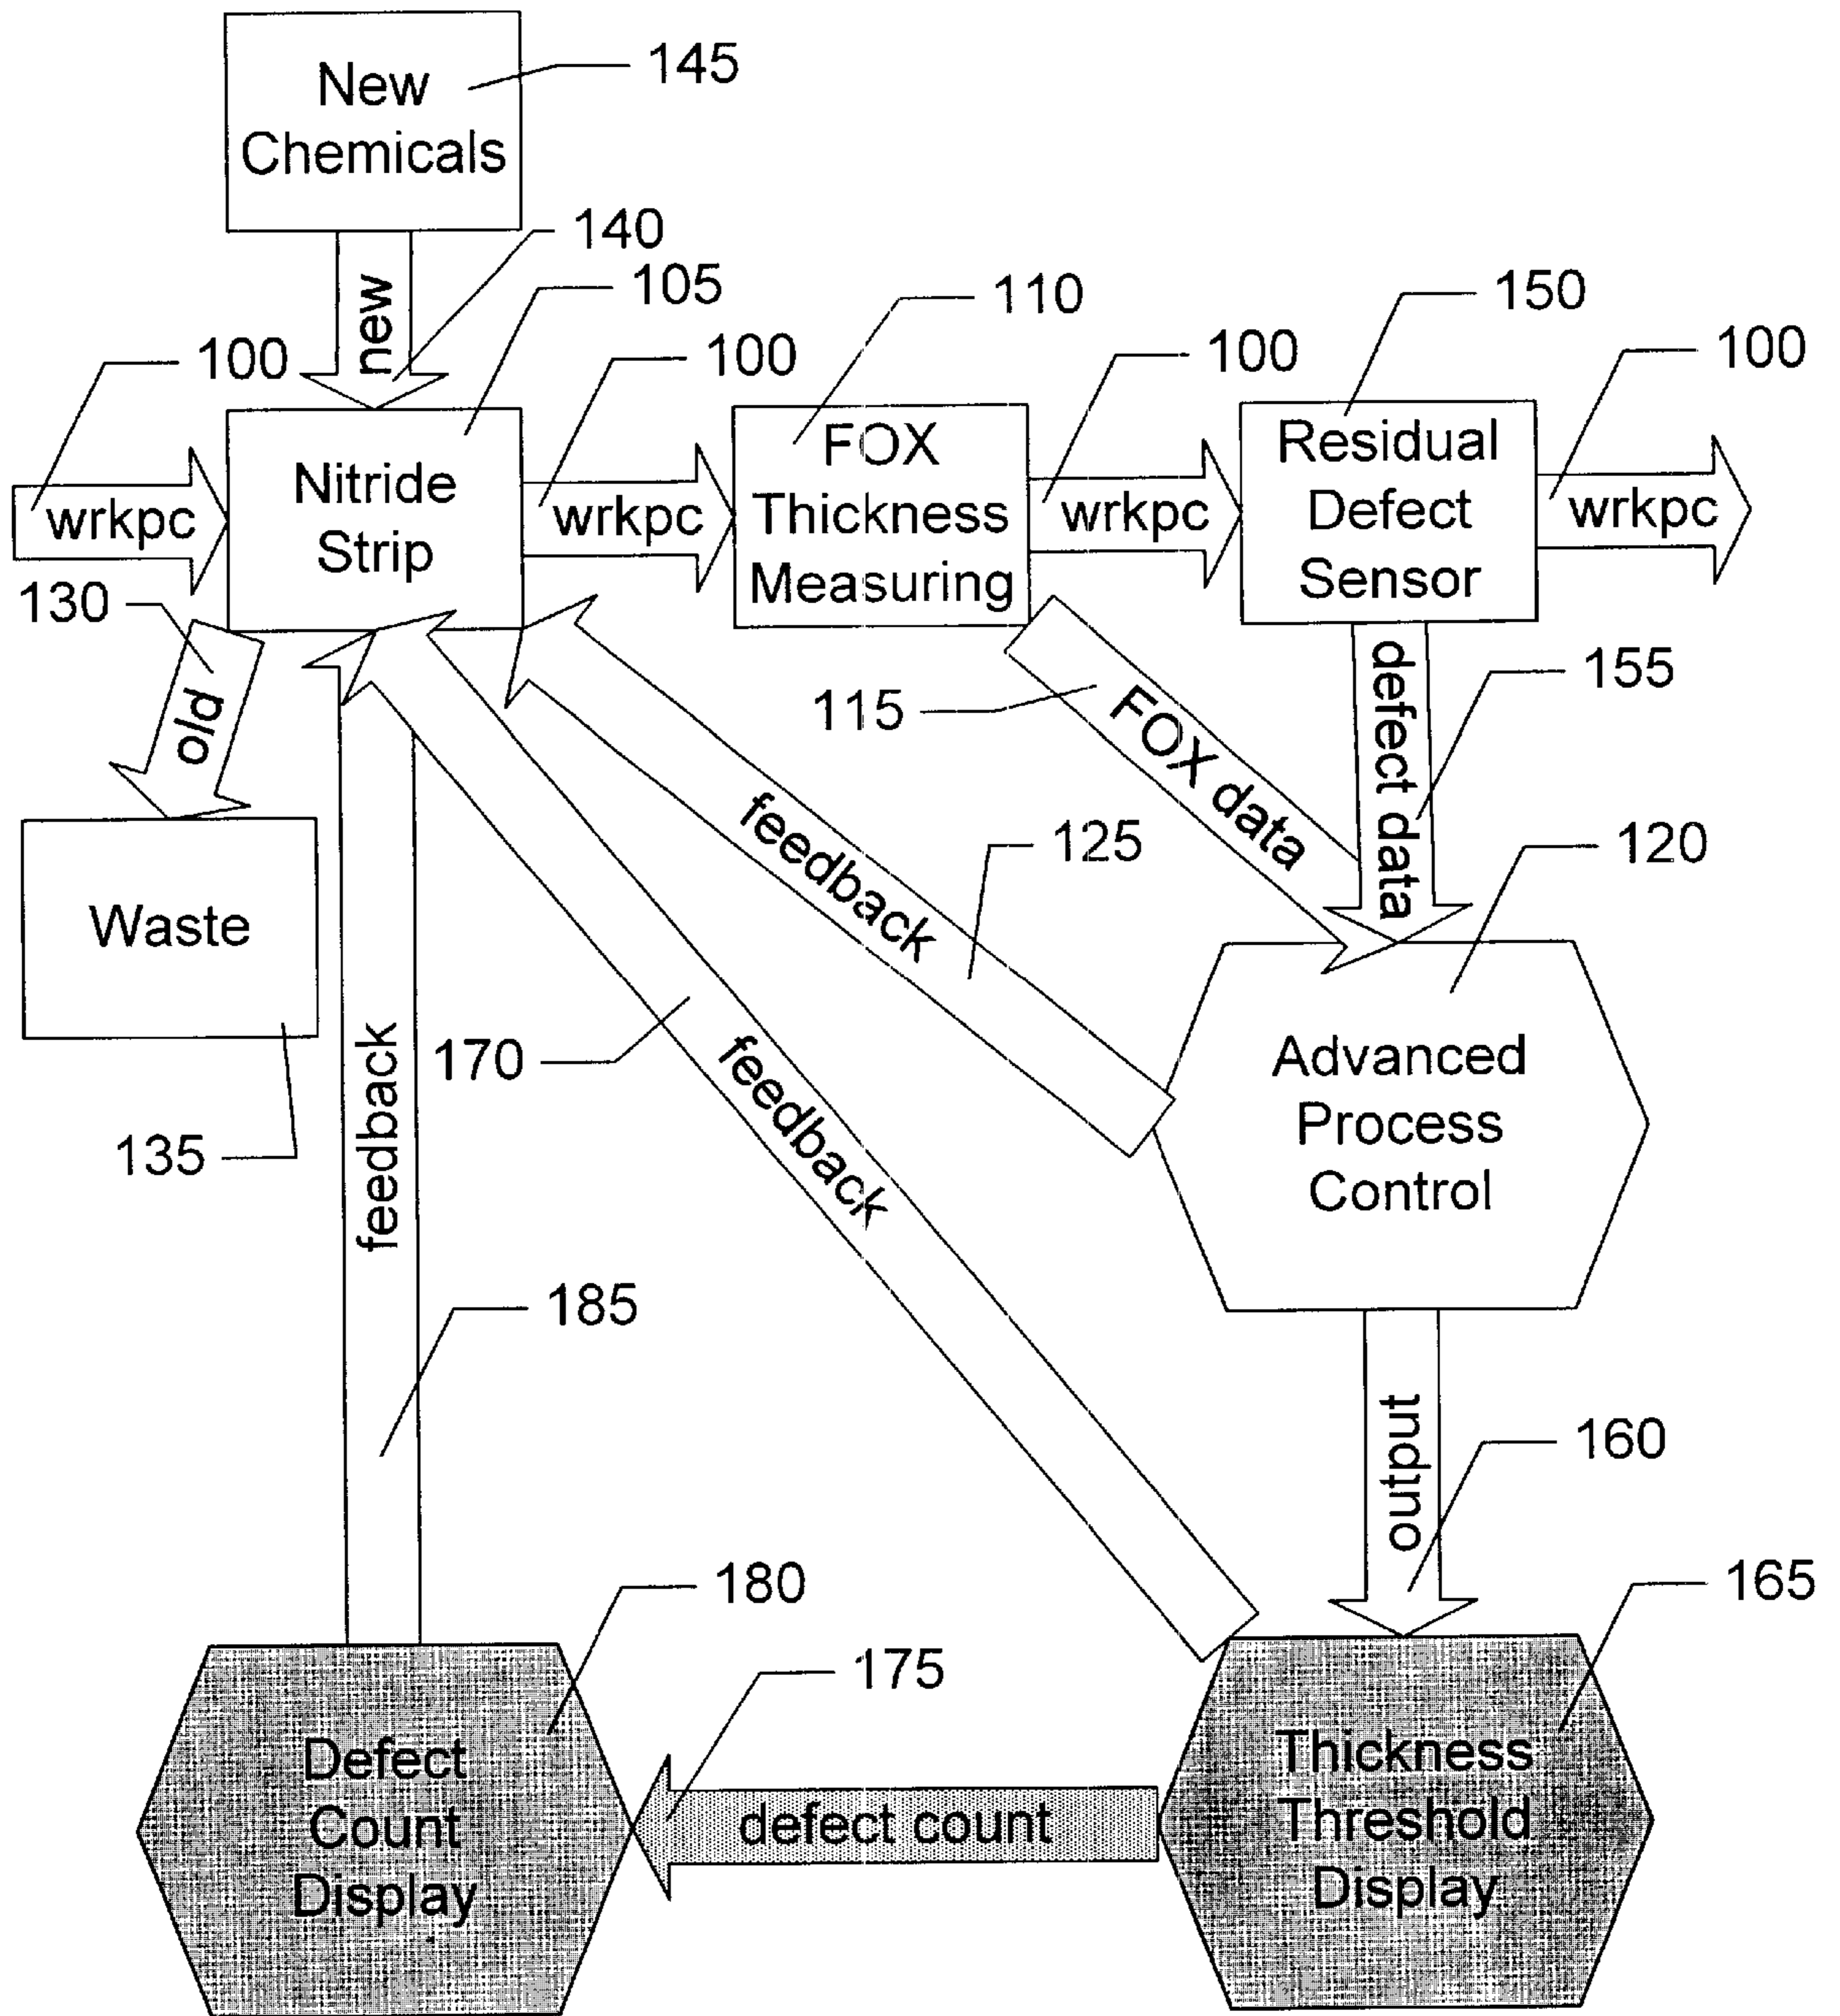 New
Chemicals
145
new
140
105
110
150
100
100
100
100
wrkpc
Nitride
Strip
wrkpc
FOX
Thickness
Measuring
wrkpc
Residual
Defect
Sensor
wrkpc
130
old
115
FOX data
defect data
155
feedback
125
120
Waste
135
feedback
170
feedback
Advanced
Process
Control
185
output
160
180
175
165
Defect
Count
Display
defect count
Thickness
Threshold
Display